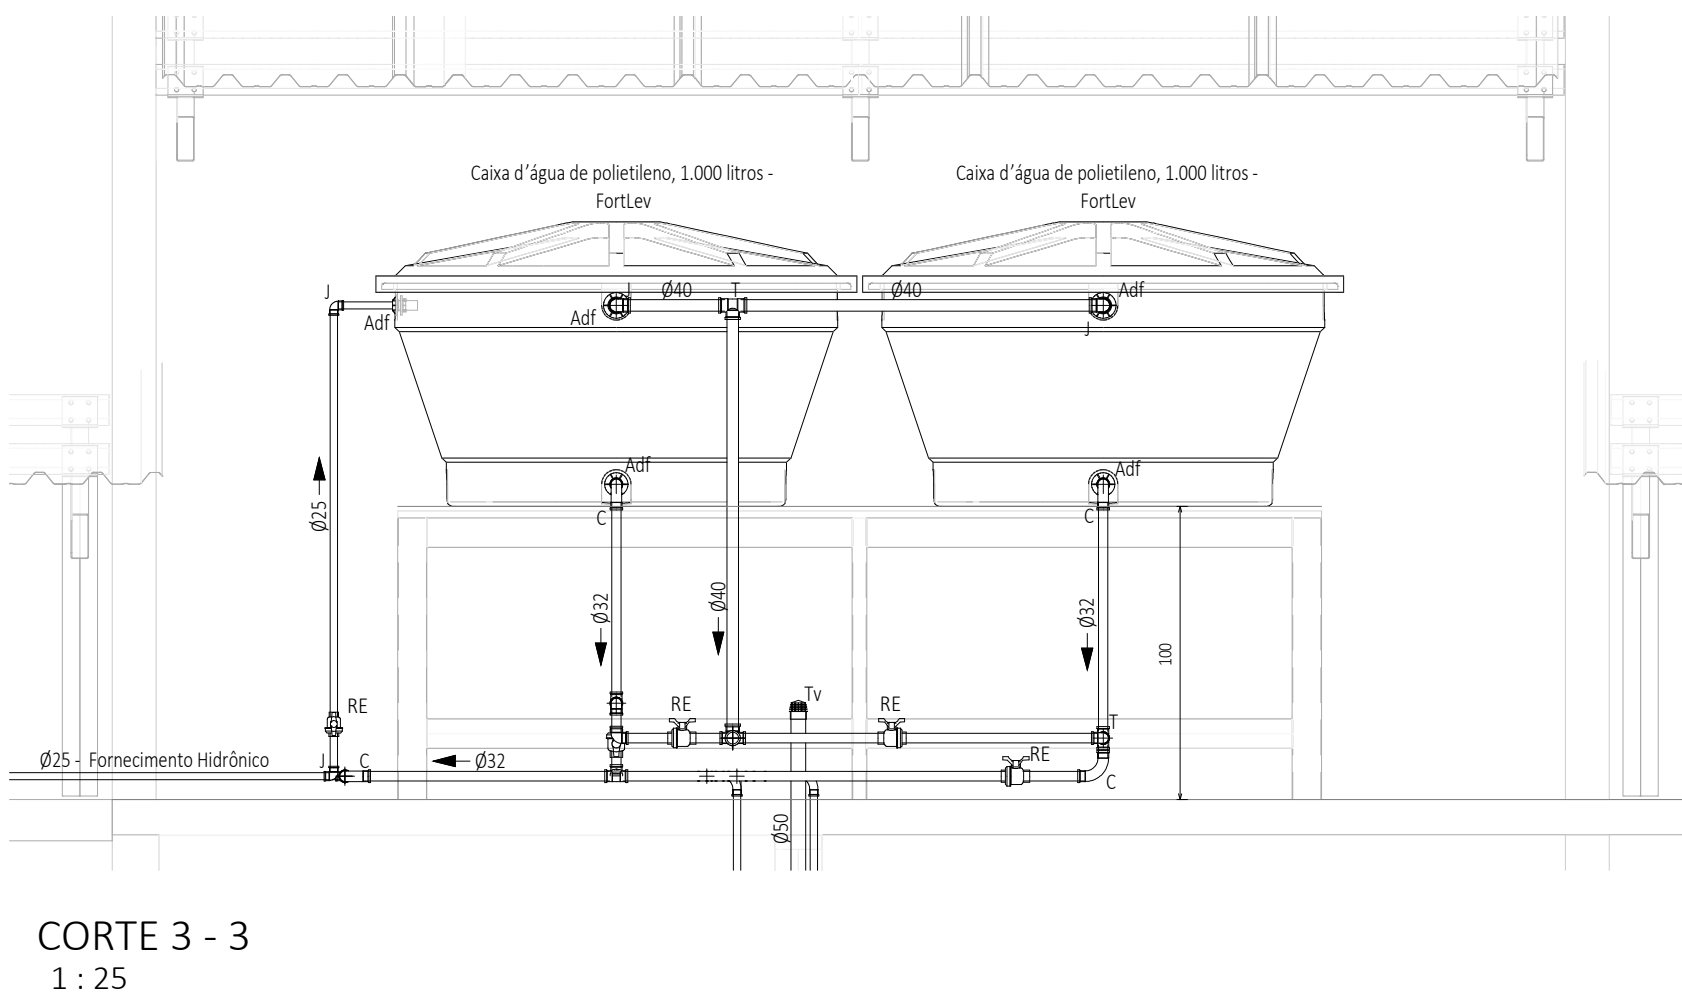 Caixa d'água de polietileno, 1.000 litros -
FortLev
Caixa d'água de polietileno, 1.000 litros -
FortLev
J
Adf
J
Ø40
T
Adf
Ø40
Adf
J
Adf
C
Adf
C
Ø25
Ø32
Ø40
Ø32
100
RE
RE
Tv
RE
T
RE
C
Ø25 - Fornecimento Hidrônico
J
C
Ø32
Ø50
CORTE 3 - 3
1 : 25